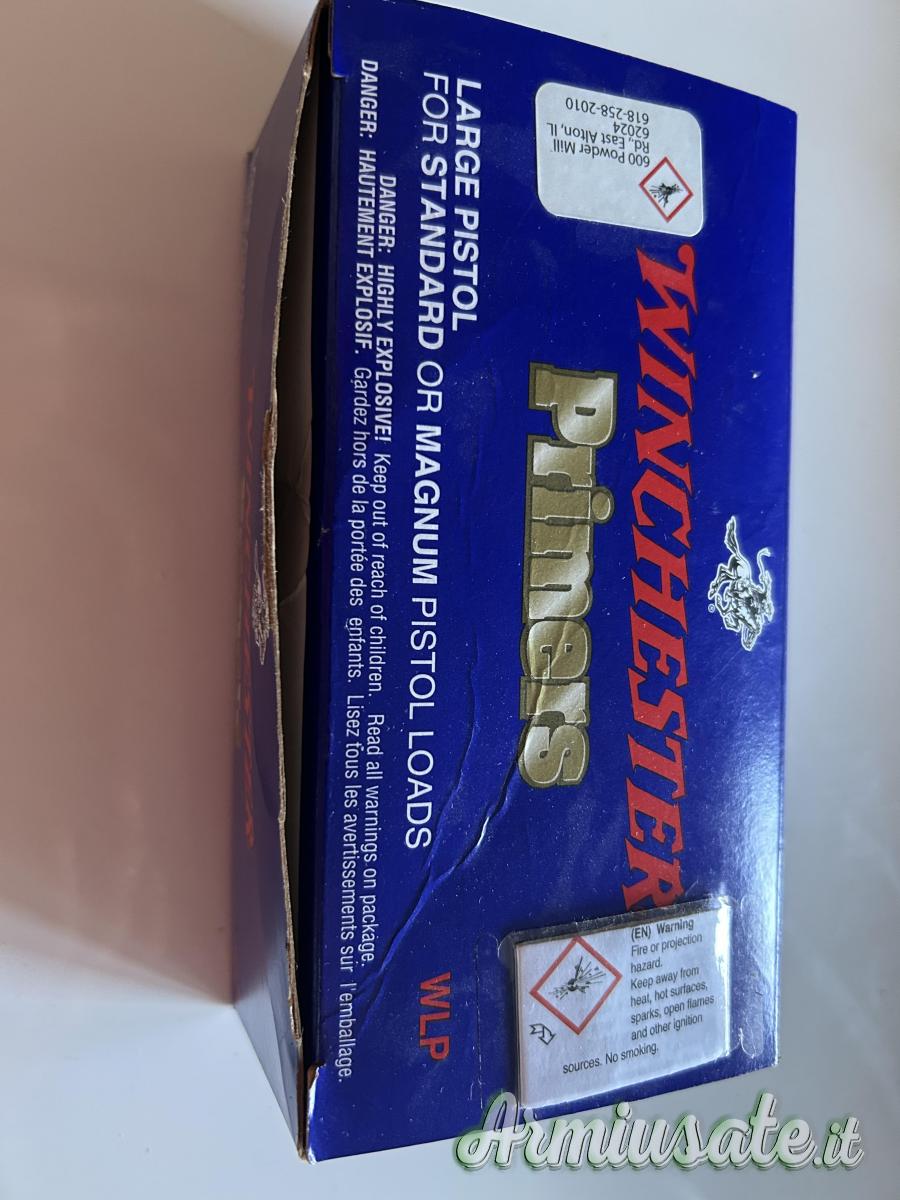 WINCHESTER
®
Primers
LARGE PISTOL
FOR STANDARD OR MAGNUM PISTOL LOADS
WLP
DANGER: HIGHLY EXPLOSIVE! Keep out of reach of children. Read all warnings on package.
DANGER: HAUTEMENT EXPLOSIF. Gardez hors de la portée des enfants. Lisez tous les avertissements sur l'emballage.
600 Powder Mill
Rd., East Alton, IL
62024
618-258-2010
(EN) Warning
Fire or projection
hazard.
Keep away from
heat, hot surfaces,
sparks, open flames
and other ignition
sources. No smoking.
Armiusate.it